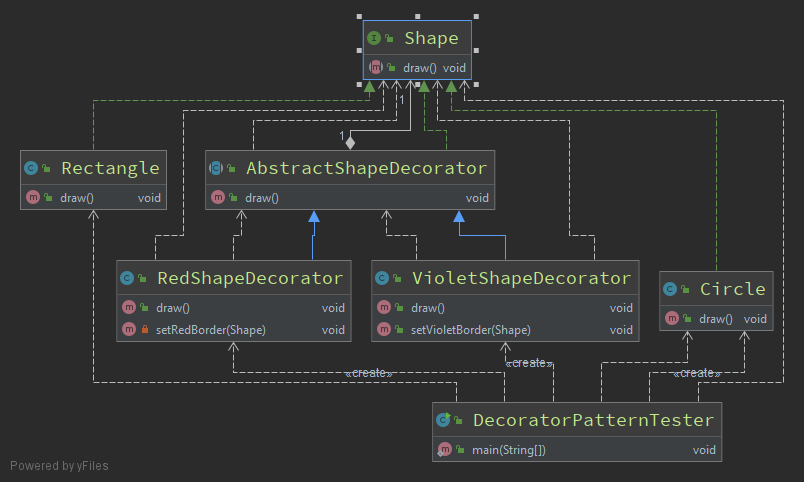 Shape
draw() void
1
1
Rectangle
draw() void
AbstractShapeDecorator
draw() void
RedShapeDecorator
draw() void
setRedBorder(Shape) void
VioletShapeDecorator
draw() void
setVioletBorder(Shape) void
Circle
draw() void
«create»
«create»
«create»
DecoratorPatternTester
main(String[]) void
Powered by yFiles